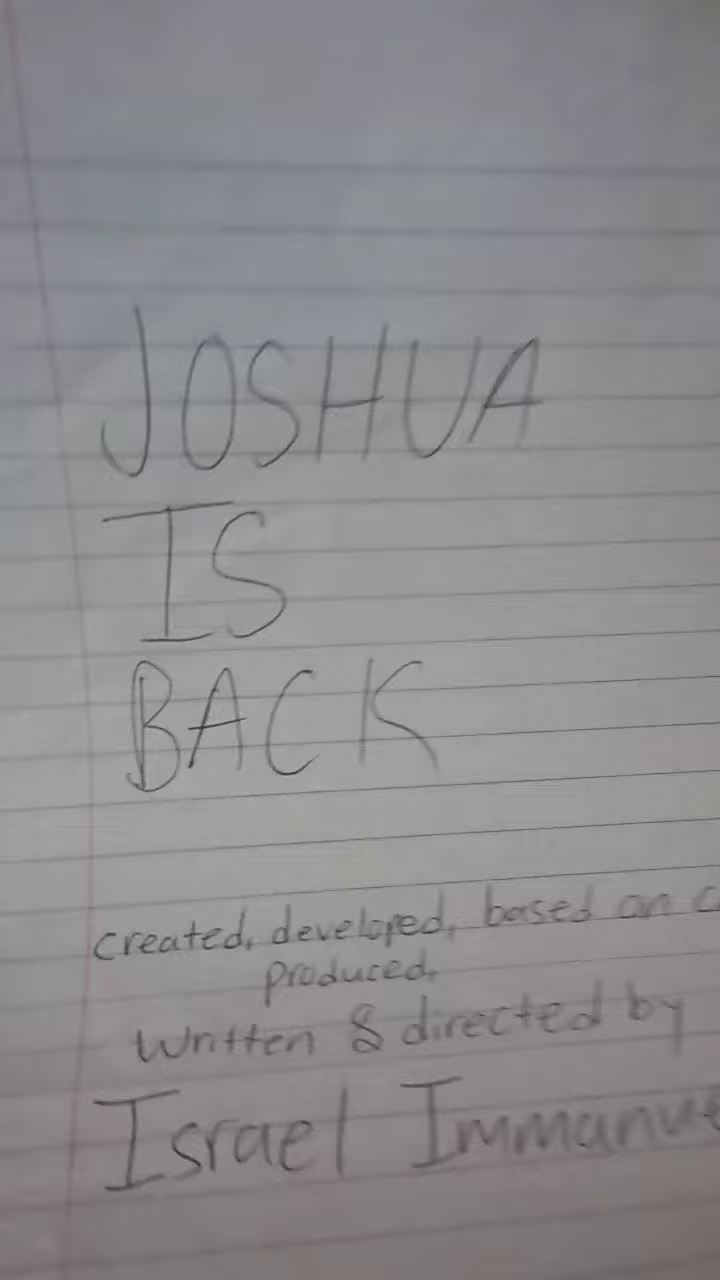 JOSHUA
IS
BACK
created, developed, based on
produced,
written & directed by
Israel